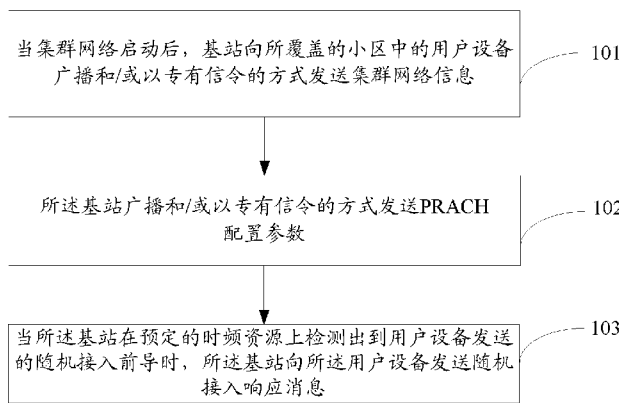 当集群网络启动后，基站向所覆盖的小区中的用户设备
广播和/或以专有信令的方式发送集群网络信息
101
所述基站广播和/或以专有信令的方式发送PRACH
配置参数
102
当所述基站在预定的时频资源上检测出到用户设备发送
的随机接入前导时，所述基站向所述用户设备发送随机
接入响应消息
103